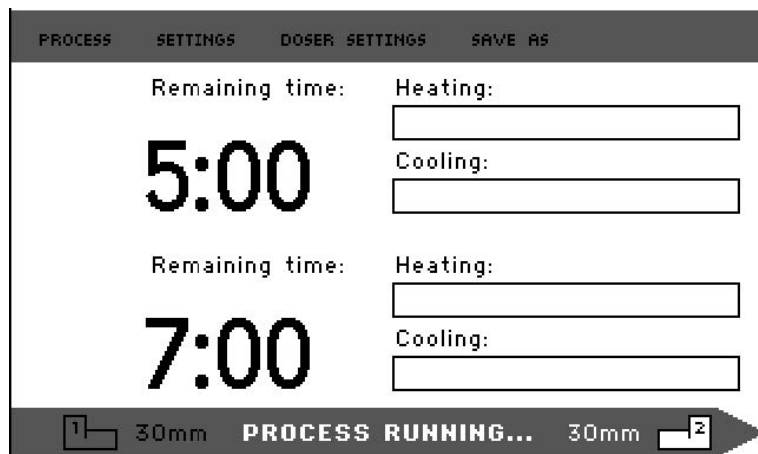 PROCESS SETTINGS DOSER SETTINGS SAVE AS
Remaining time: Heating:
5:00
Cooling:
Remaining time: Heating:
7:00
Cooling:
1 30mm PROCESS RUNNING... 30mm 2